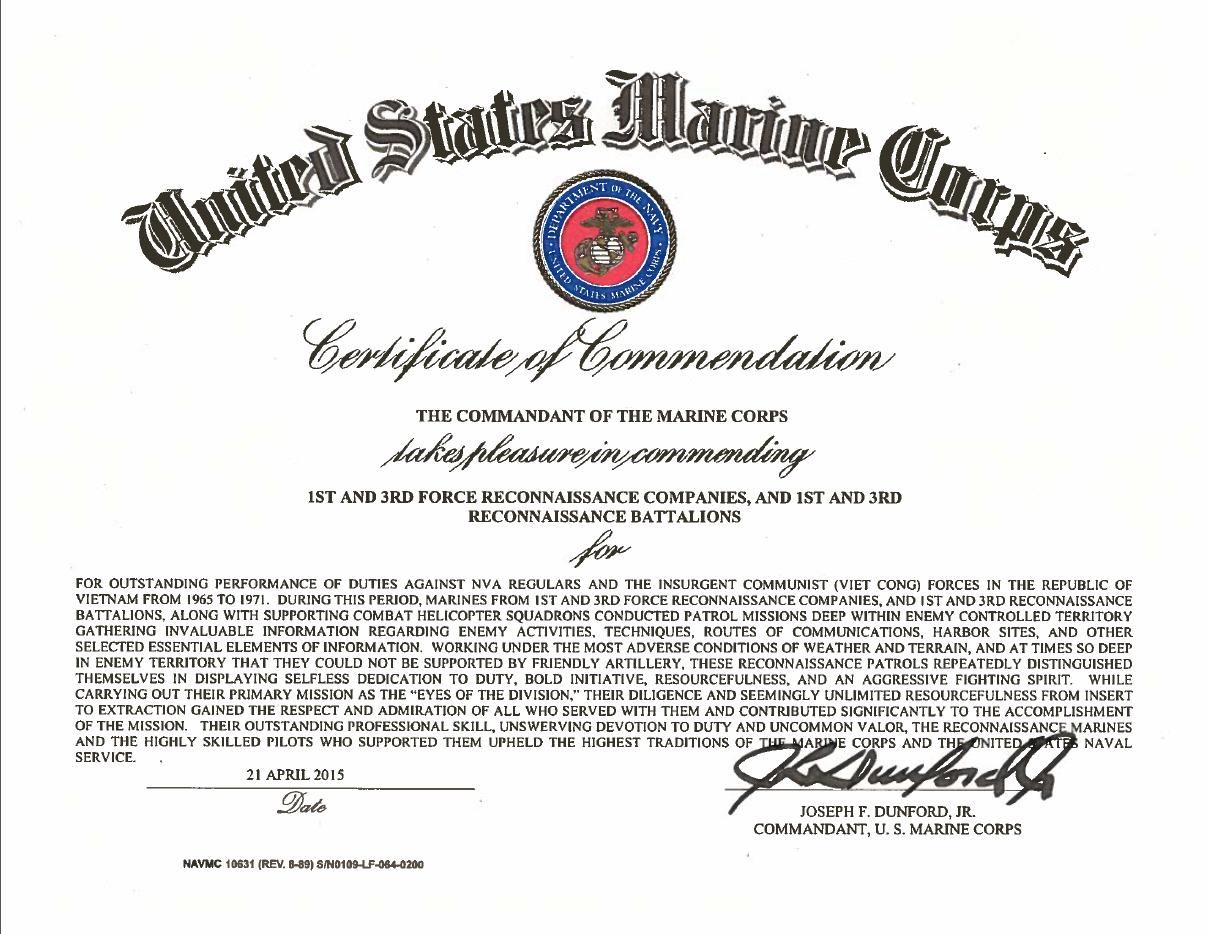 United States Marine Corps
DEPARTMENT OF THE NAVY
UNITED STATES MARINE CORPS
Certificate of Commendation
THE COMMANDANT OF THE MARINE CORPS
takes pleasure in commending
1ST AND 3RD FORCE RECONNAISSANCE COMPANIES, AND 1ST AND 3RD
RECONNAISSANCE BATTALIONS
for
FOR OUTSTANDING PERFORMANCE OF DUTIES AGAINST NVA REGULARS AND THE INSURGENT COMMUNIST (VIET CONG) FORCES IN THE REPUBLIC OF
VIETNAM FROM 1965 TO 1971. DURING THIS PERIOD, MARINES FROM 1ST AND 3RD FORCE RECONNAISSANCE COMPANIES, AND 1ST AND 3RD RECONNAISSANCE
BATTALIONS, ALONG WITH SUPPORTING COMBAT HELICOPTER SQUADRONS CONDUCTED PATROL MISSIONS DEEP WITHIN ENEMY CONTROLLED TERRITORY
GATHERING INVALUABLE INFORMATION REGARDING ENEMY ACTIVITIES, TECHNIQUES, ROUTES OF COMMUNICATIONS, HARBOR SITES, AND OTHER
SELECTED ESSENTIAL ELEMENTS OF INFORMATION. WORKING UNDER THE MOST ADVERSE CONDITIONS OF WEATHER AND TERRAIN, AND AT TIMES SO DEEP
IN ENEMY TERRITORY THAT THEY COULD NOT BE SUPPORTED BY FRIENDLY ARTILLERY, THESE RECONNAISSANCE PATROLS REPEATEDLY DISTINGUISHED
THEMSELVES IN DISPLAYING SELFLESS DEDICATION TO DUTY, BOLD INITIATIVE, RESOURCEFULNESS, AND AN AGGRESSIVE FIGHTING SPIRIT. WHILE
CARRYING OUT THEIR PRIMARY MISSION AS THE “EYES OF THE DIVISION,” THEIR DILIGENCE AND SEEMINGLY UNLIMITED RESOURCEFULNESS FROM INSERT
TO EXTRACTION GAINED THE RESPECT AND ADMIRATION OF ALL WHO SERVED WITH THEM AND CONTRIBUTED SIGNIFICANTLY TO THE ACCOMPLISHMENT
OF THE MISSION. THEIR OUTSTANDING PROFESSIONAL SKILL, UNSWERVING DEVOTION TO DUTY AND UNCOMMON VALOR, THE RECONNAISSANCE MARINES
AND THE HIGHLY SKILLED PILOTS WHO SUPPORTED THEM UPHELD THE HIGHEST TRADITIONS OF THE MARINE CORPS AND THE UNITED STATES NAVAL
SERVICE.
21 APRIL 2015
Date
J F Dunford Jr
JOSEPH F. DUNFORD, JR.
COMMANDANT, U. S. MARINE CORPS
NAVMC 10631 (REV. 8-89) S/N0109-LF-064-0200